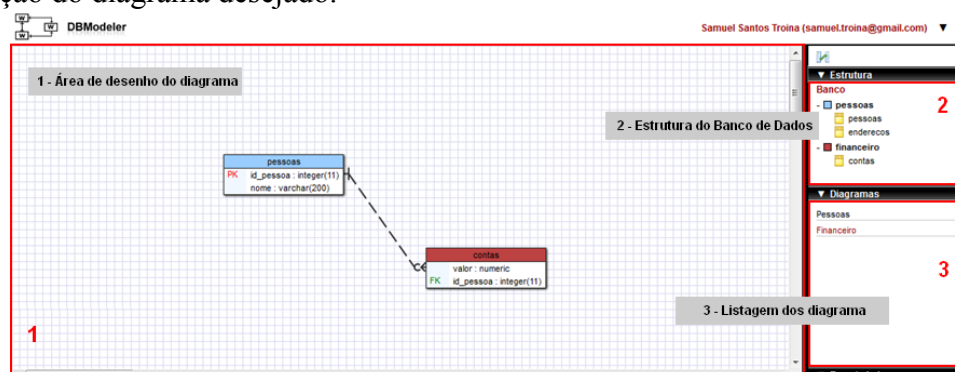 ção do diagrama desejado.
W W W DBModeler
Samuel Santos Troina (samuel.troina@gmail.com) ▼
1 - Área de desenho do diagrama
pessoas
PK id_pessoa : integer(11)
nome : varchar(200)
contas
valor : numeric
FK id_pessoa : integer(11)
1
2 - Estrutura do Banco de Dados
▼ Estrutura
Banco
- pessoas
pessoas
enderecos
- financeiro
contas
2
▼ Diagramas
Pessoas
Financeiro
3
3 - Listagem dos diagrama